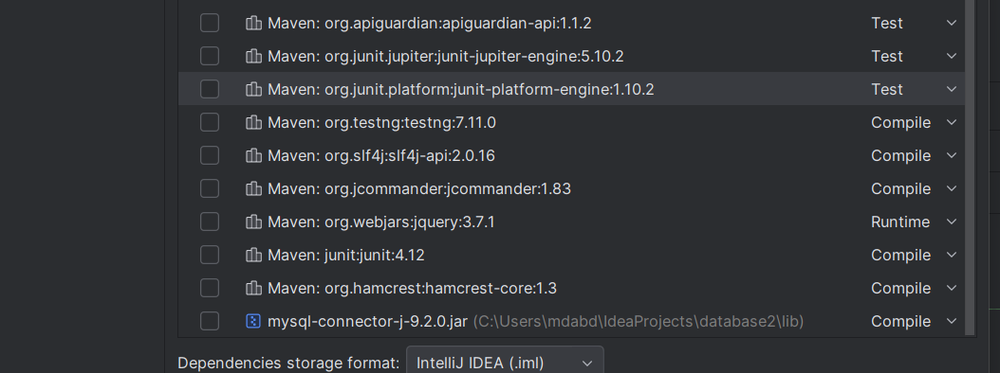 Maven: org.apiguardian:apiguardian-api:1.1.2 Test
Maven: org.junit.jupiter:junit-jupiter-engine:5.10.2 Test
Maven: org.junit.platform:junit-platform-engine:1.10.2 Test
Maven: org.testng:testng:7.11.0 Compile
Maven: org.slf4j:slf4j-api:2.0.16 Compile
Maven: org.jcommander:jcommander:1.83 Compile
Maven: org.webjars:jquery:3.7.1 Runtime
Maven: junit:junit:4.12 Compile
Maven: org.hamcrest:hamcrest-core:1.3 Compile
mysql-connector-j-9.2.0.jar (C:\Users\mdabd\IdeaProjects\database2\lib) Compile
Dependencies storage format: IntelliJ IDEA (.iml)